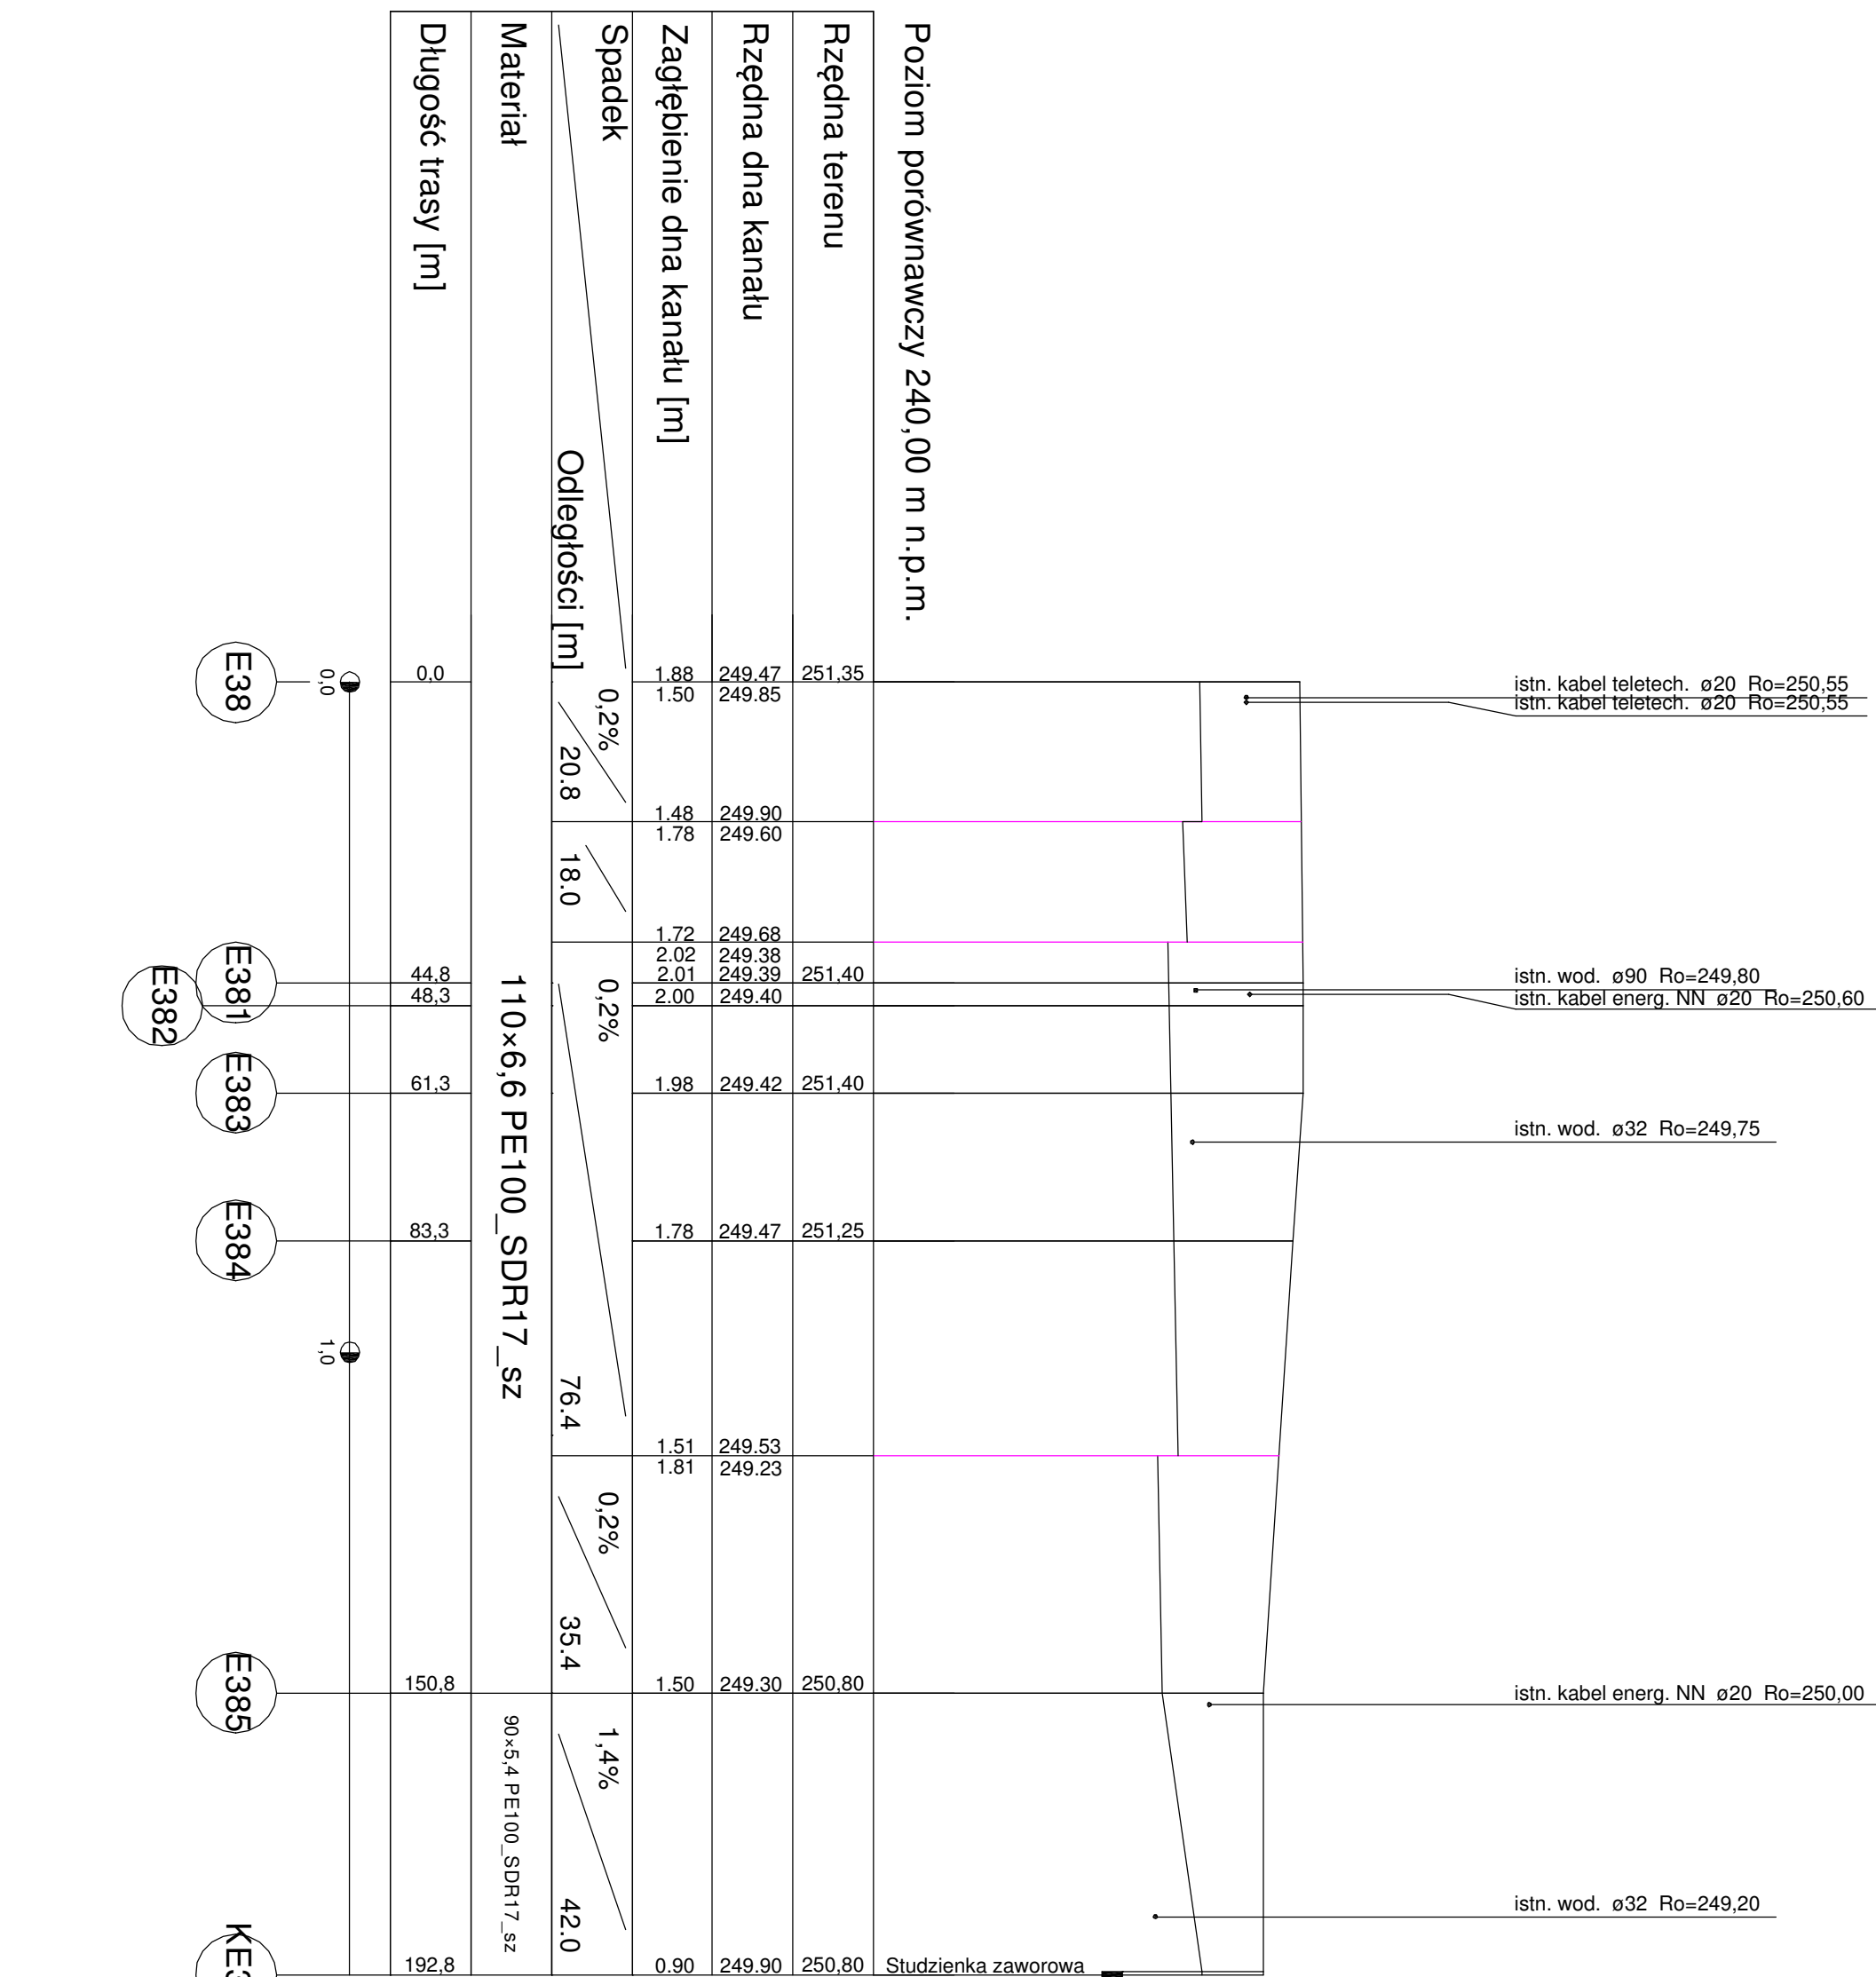 Poziom porównawczy 240,00 m n.p.m.
Rzędna terenu
251,35
251,40
251,40
251,25
250,80
250,80
Rzędna dna kanału
249.47
249.85
249.90
249.60
249.68
249.38
249.39
249.40
249.42
249.47
249.53
249.23
249.30
249.90
Zagłębienie dna kanału [m]
1.88
1.50
1.48
1.78
1.72
2.02
2.01
2.00
1.98
1.78
1.51
1.81
1.50
0.90
Spadek
0,2%
0,2%
0,2%
1,4%
Odległości [m]
20.8
18.0
76.4
35.4
42.0
Materiał
110×6,6 PE100_SDR17_sz
90×5,4 PE100_SDR17_sz
Długość trasy [m]
0,0
44,8
48,3
61,3
83,3
150,8
192,8
0,0
1,0
E38
E381
E382
E383
E384
E385
istn. kabel teletech. ø20 Ro=250,55
istn. kabel teletech. ø20 Ro=250,55
istn. wod. ø90 Ro=249,80
istn. kabel energ. NN ø20 Ro=250,60
istn. wod. ø32 Ro=249,75
istn. kabel energ. NN ø20 Ro=250,00
istn. wod. ø32 Ro=249,20
Studzienka zaworowa